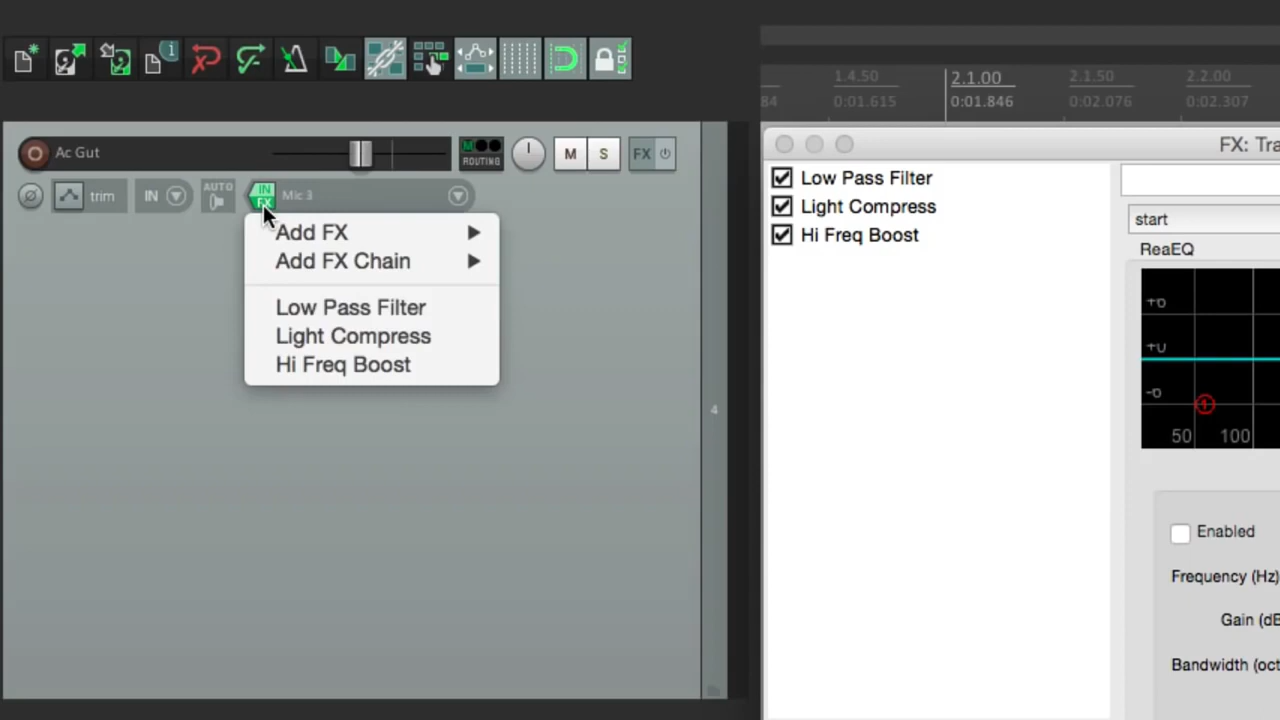 1.4.50
2.1.00
2.1.50
2.2.00
84
0:01.615
0:01.846
0:02.076
0:02.307
Ac Gut
M
ROUTING
M
S
FX
trim
IN
AUTO
IN
FX
Mic 3
Add FX
Add FX Chain
Low Pass Filter
Light Compress
Hi Freq Boost
4
FX: Tra
Low Pass Filter
Light Compress
Hi Freq Boost
start
ReaEQ
50
100
1
Enabled
Frequency (Hz)
Gain (dB
Bandwidth (oct